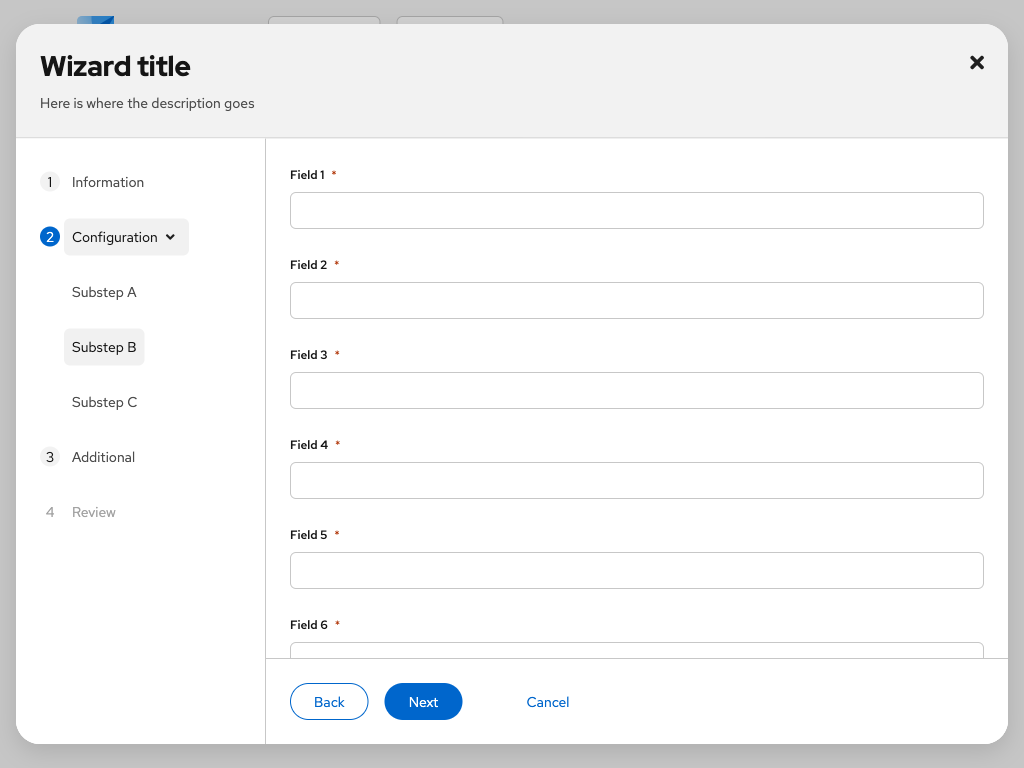 Wizard title
Here is where the description goes
1 Information
2 Configuration
Substep A
Substep B
Substep C
3 Additional
4 Review
Field 1 *
Field 2 *
Field 3 *
Field 4 *
Field 5 *
Field 6 *
Back Next Cancel